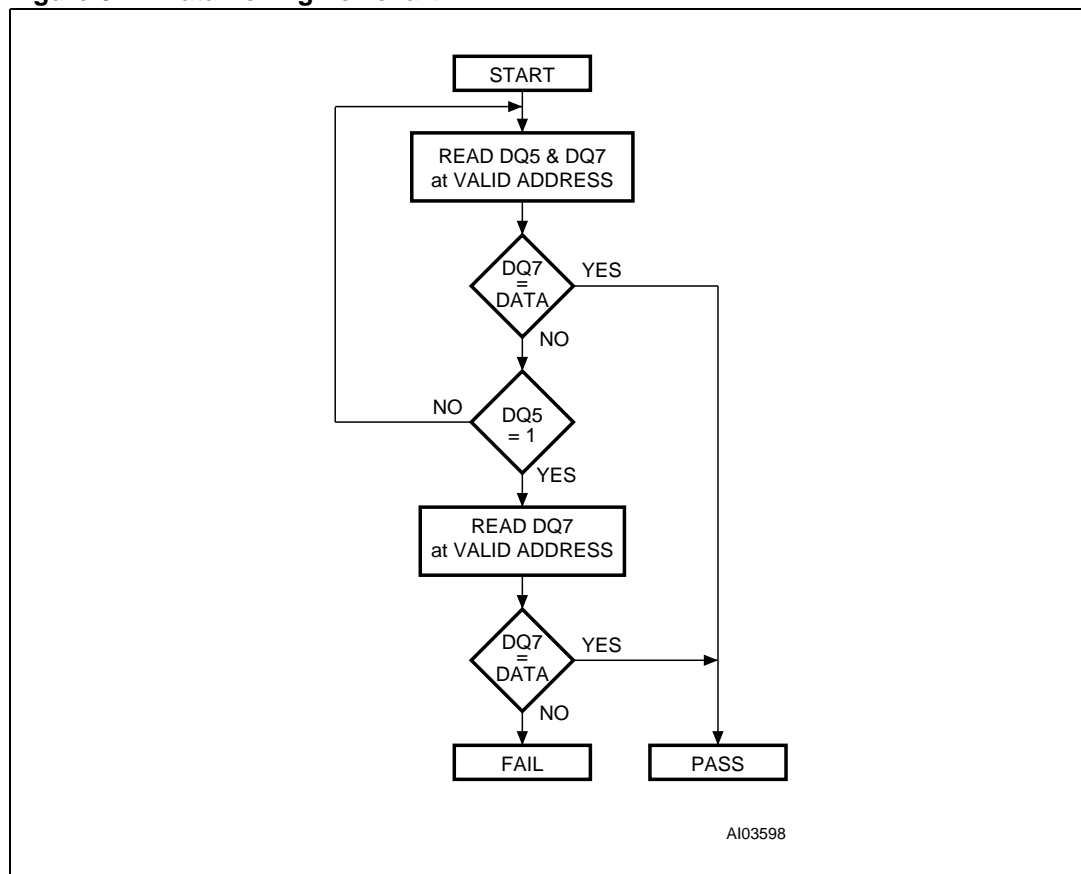 START
READ DQ5 & DQ7
at VALID ADDRESS
DQ7
=
DATA
YES
NO
NO
DQ5
= 1
YES
READ DQ7
at VALID ADDRESS
DQ7
=
DATA
YES
NO
FAIL
PASS
AI03598